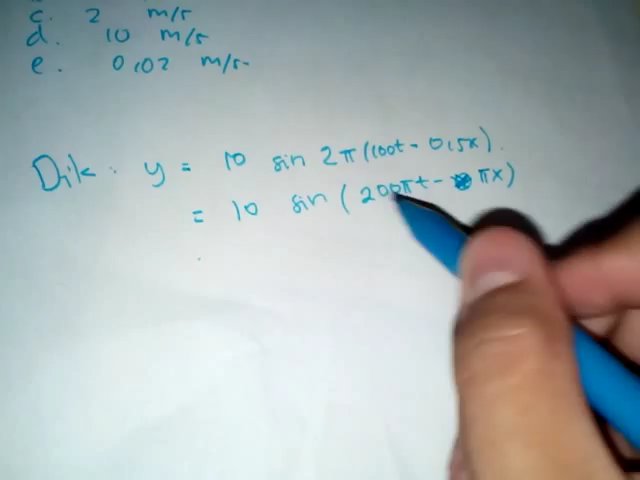 c. 2 m/s
d. 10 m/s
e. 0,02 m/s
Dik : y = 10 sin 2π(100t - 0,5x).
= 10 sin (200πt - πx)